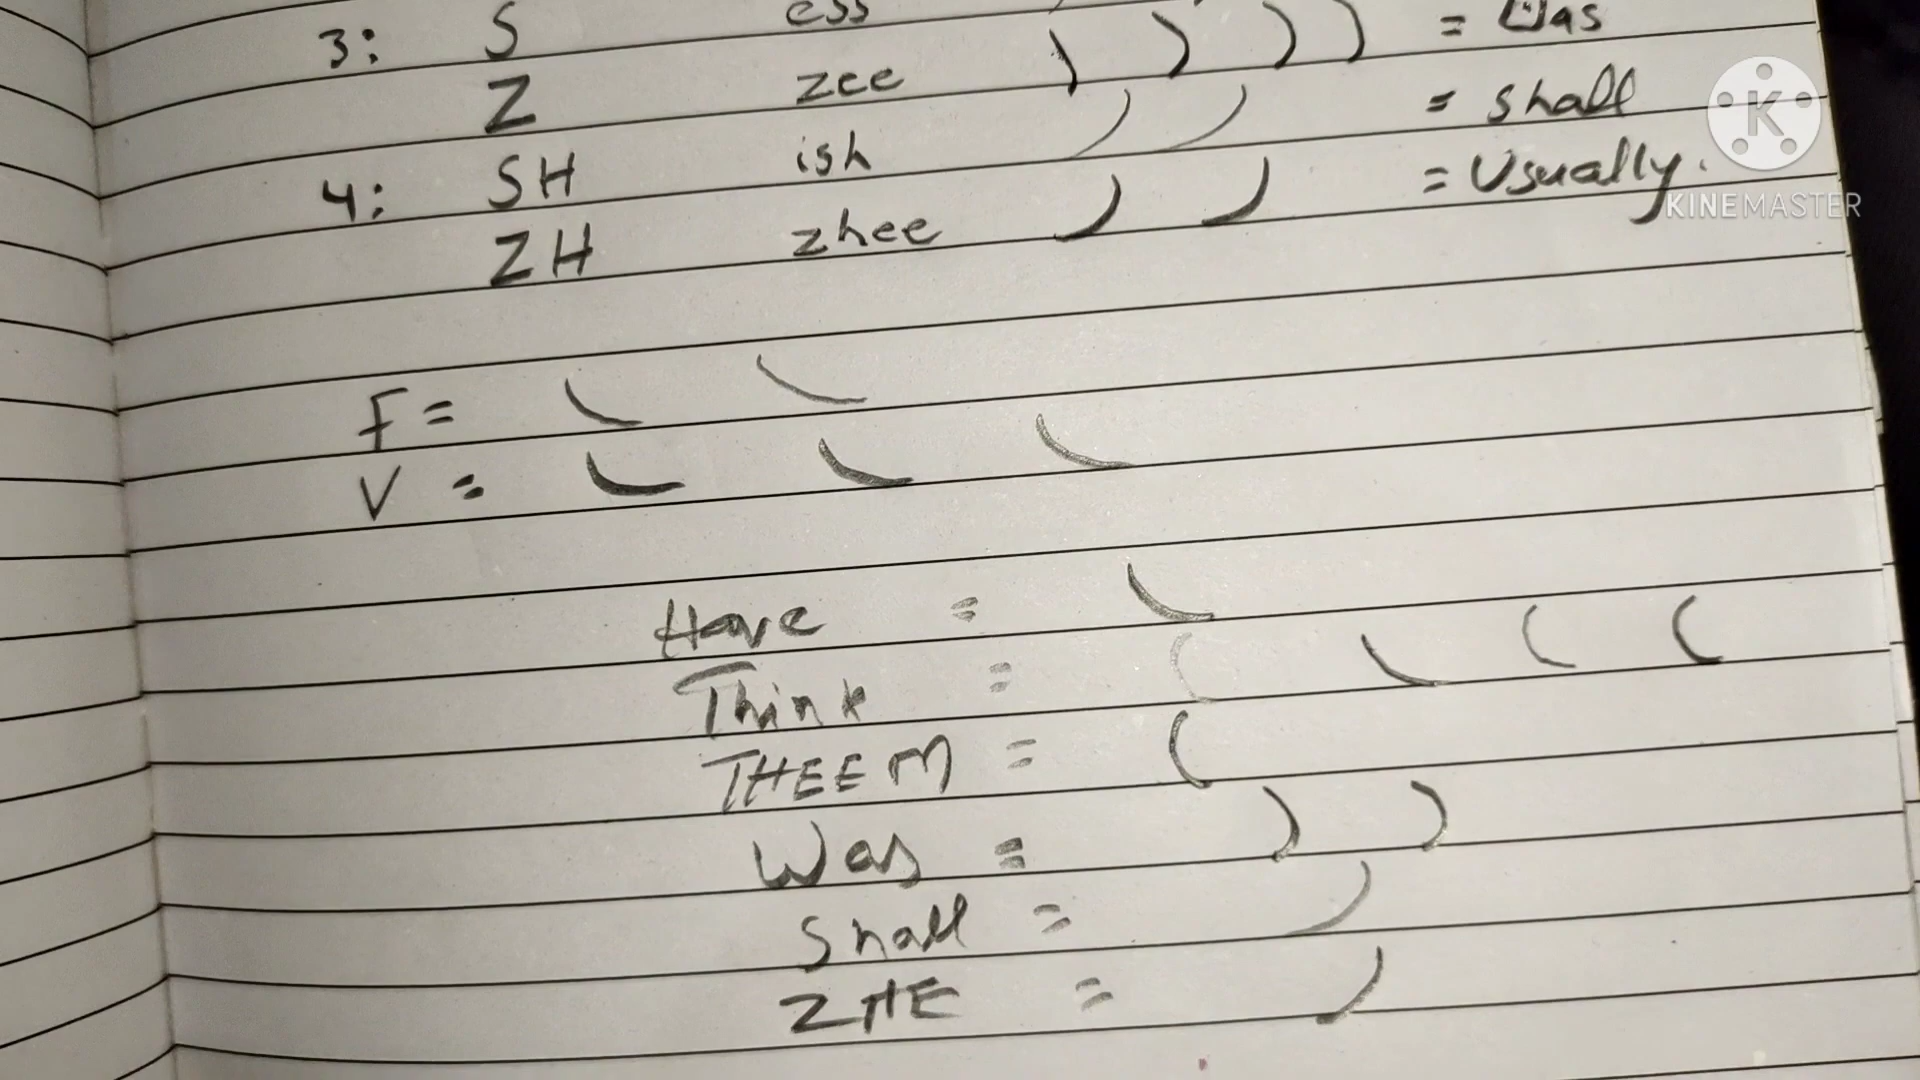 3: S ess
Z zee = Was
= shall
4: SH ish
ZH zhee = Usually.
K
KINEMASTER
F =
V =
Have =
Think =
THEEM =
Was =
Shall =
ZHE =